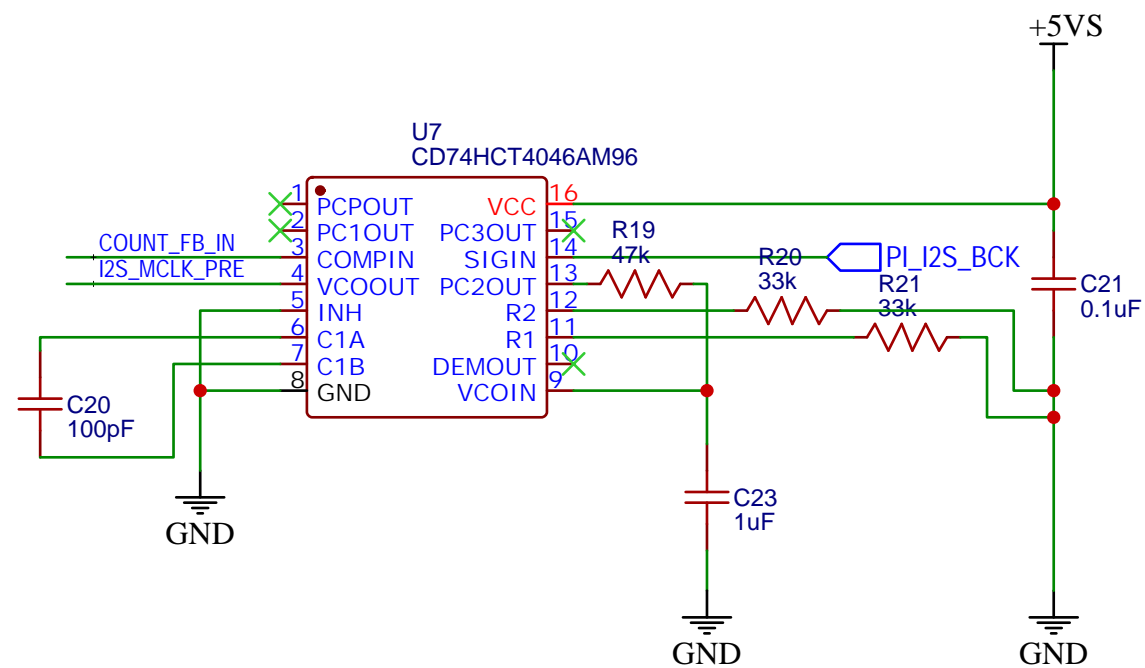 +5VS
U7
CD74HCT4046AM96
1
PCPOUT
VCC
16
2
PC1OUT
PC3OUT
15
R19
47k
COUNT_FB_IN
3
COMPIN
SIGIN
14
PI_I2S_BCK
I2S_MCLK_PRE
4
VCOOUT
PC2OUT
13
R20
33k
R21
33k
C21
0.1uF
5
INH
R2
12
6
C1A
R1
11
7
C1B
DEMOUT
10
8
GND
VCOIN
9
C20
100pF
C23
1uF
GND
GND
GND